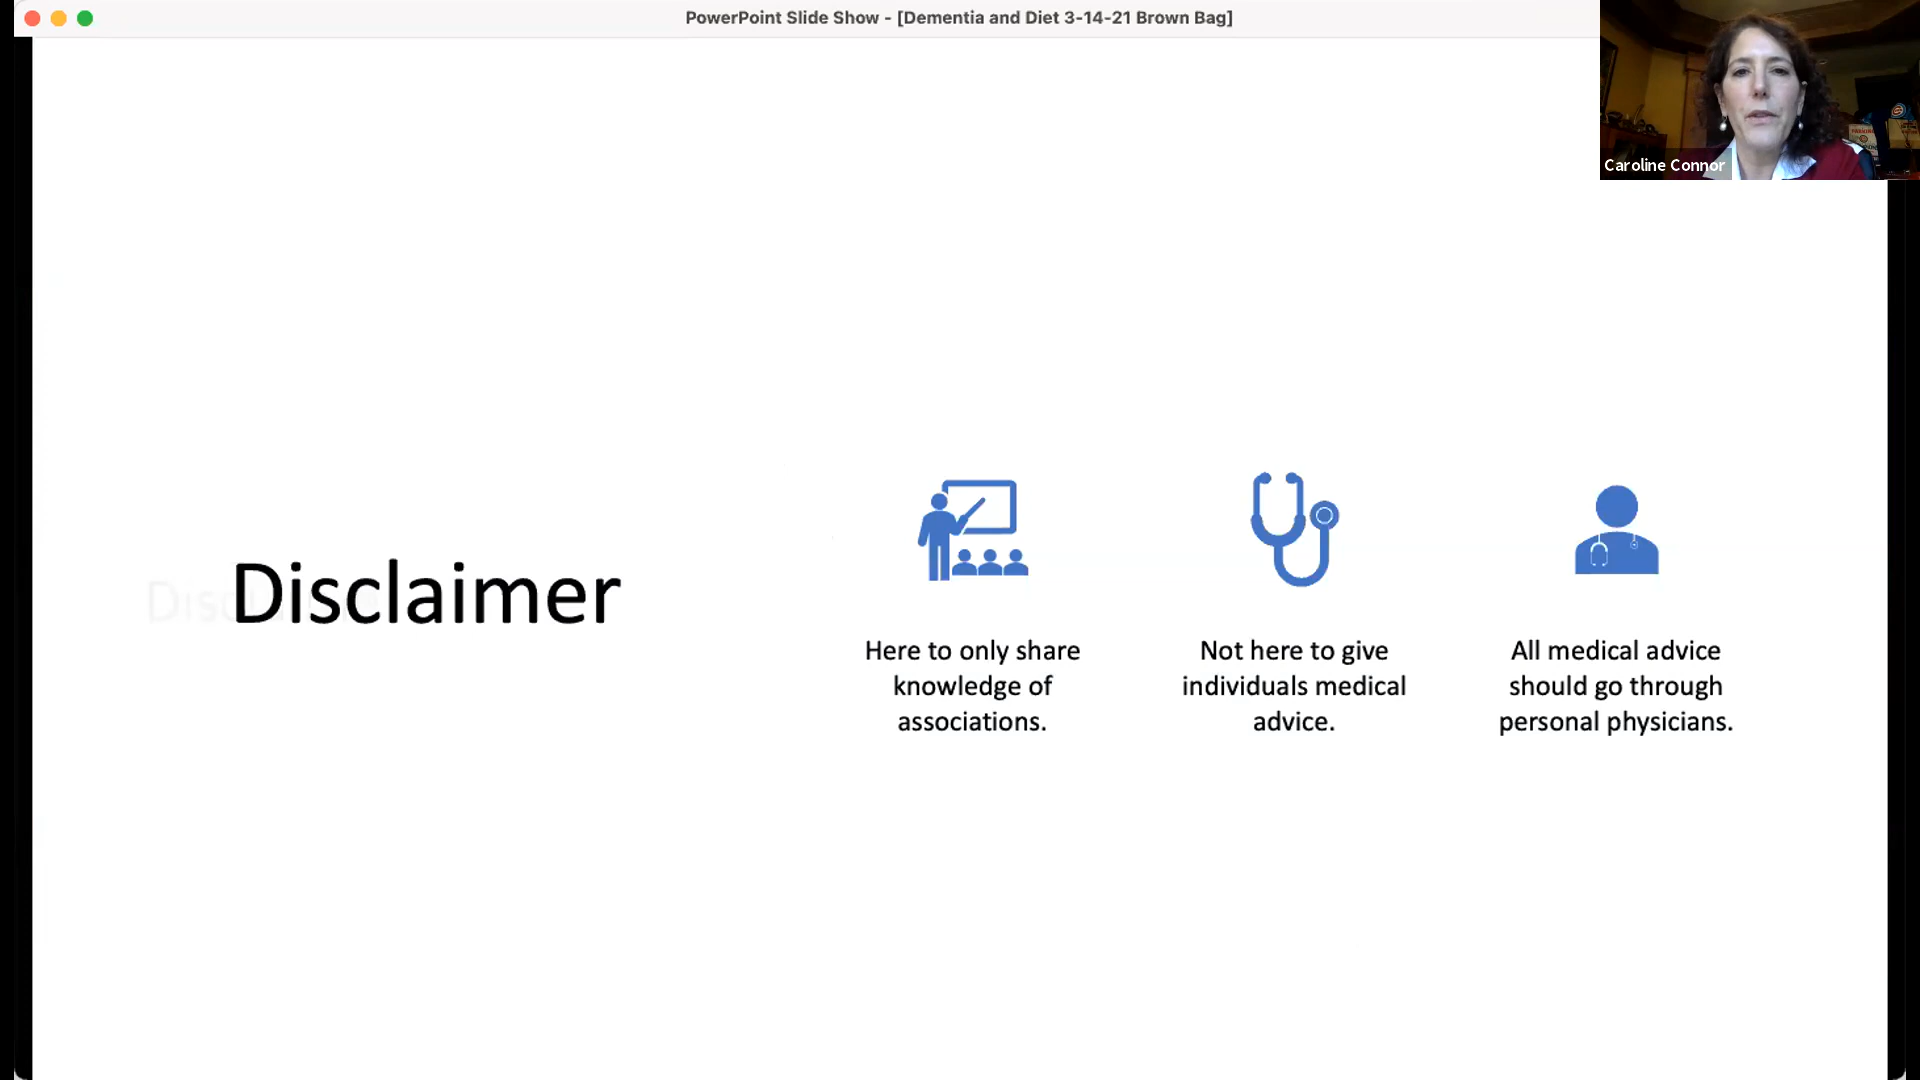 PowerPoint Slide Show - [Dementia and Diet 3-14-21 Brown Bag]
Caroline Connor
Disclaimer
Here to only share
knowledge of
associations.
Not here to give
individuals medical
advice.
All medical advice
should go through
personal physicians.